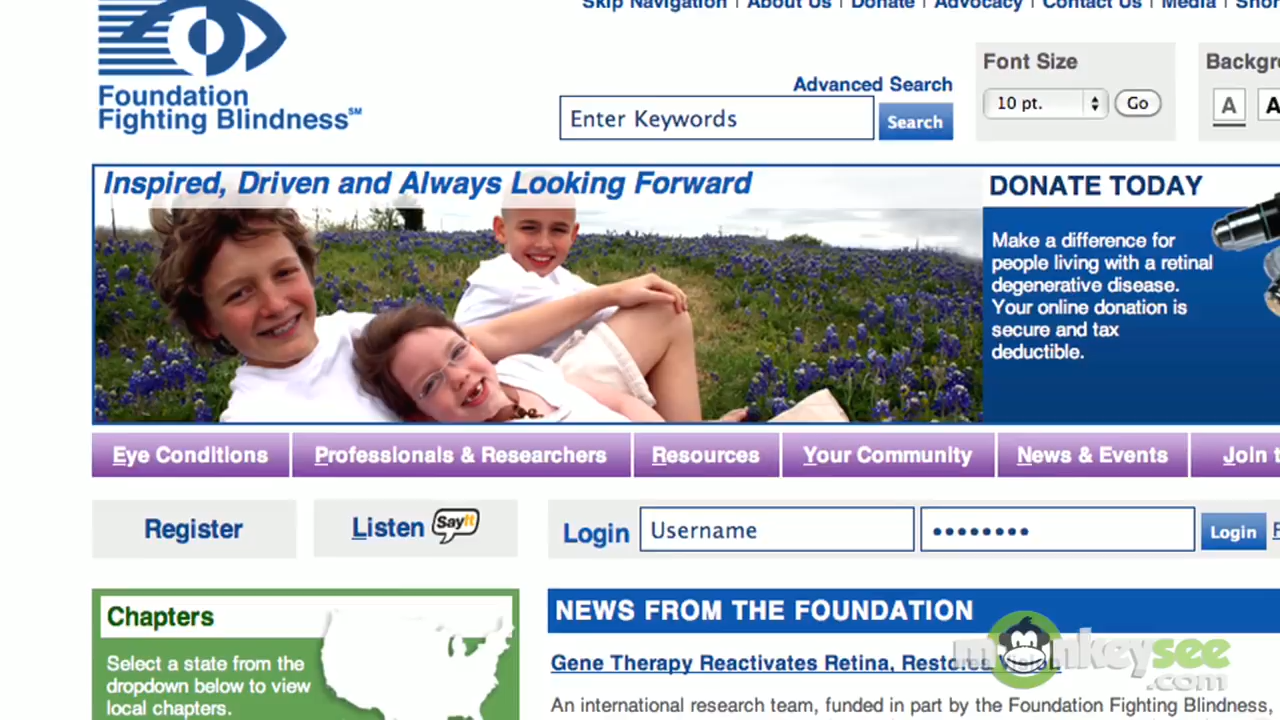 Skip Navigation | About Us | Donate | Advocacy | Contact Us | Media |
Foundation
Fighting Blindness℠
Advanced Search
Enter Keywords
Search
Font Size
10 pt.
Go
A A
Inspired, Driven and Always Looking Forward
DONATE TODAY
Make a difference for
people living with a retinal
degenerative disease.
Your online donation is
secure and tax
deductible.
Eye Conditions
Professionals & Researchers
Resources
Your Community
News & Events
Join
Register
Listen SayIt
Login
Username
••••••••
Login
Chapters
Select a state from the
dropdown below to view
local chapters.
NEWS FROM THE FOUNDATION
Gene Therapy Reactivates Retina, Restores Vision
An international research team, funded in part by the Foundation Fighting Blindness,
monkeysee
.com